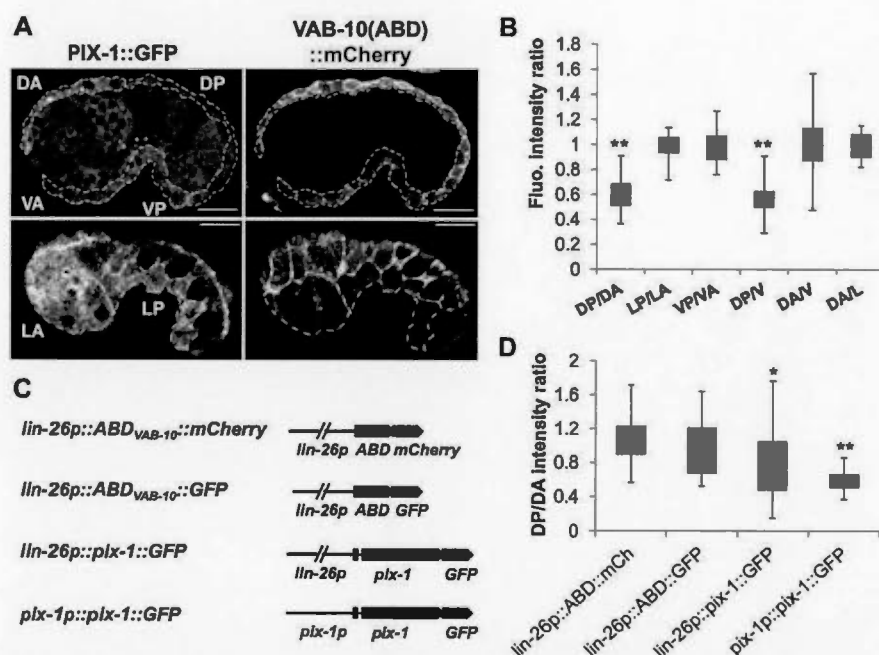 A
PIX-1::GFP
VAB-10(ABD)
::mCherry
DA
DP
VA
VP
LA
LP
B
Fluo. Intensity ratio
1.8
1.6
1.4
1.2
1
0.8
0.6
0.4
0.2
0
**
**
DP/DA
LP/LA
VP/VA
DP/V
DA/V
DA/L
C
lin-26p::ABDVAB-10::mCherry
lin-26p ABD mCherry
lin-26p::ABDVAB-10::GFP
lin-26p ABD GFP
lin-26p::pix-1::GFP
lin-26p pix-1 GFP
pix-1p::pix-1::GFP
pix-1p pix-1 GFP
D
DP/DA intensity ratio
2
1.6
1.2
0.8
0.4
0
*
**
lin-26p::ABD::mCh
lin-26p::ABD::GFP
lin-26p::pix-1::GFP
pix-1p::pix-1::GFP